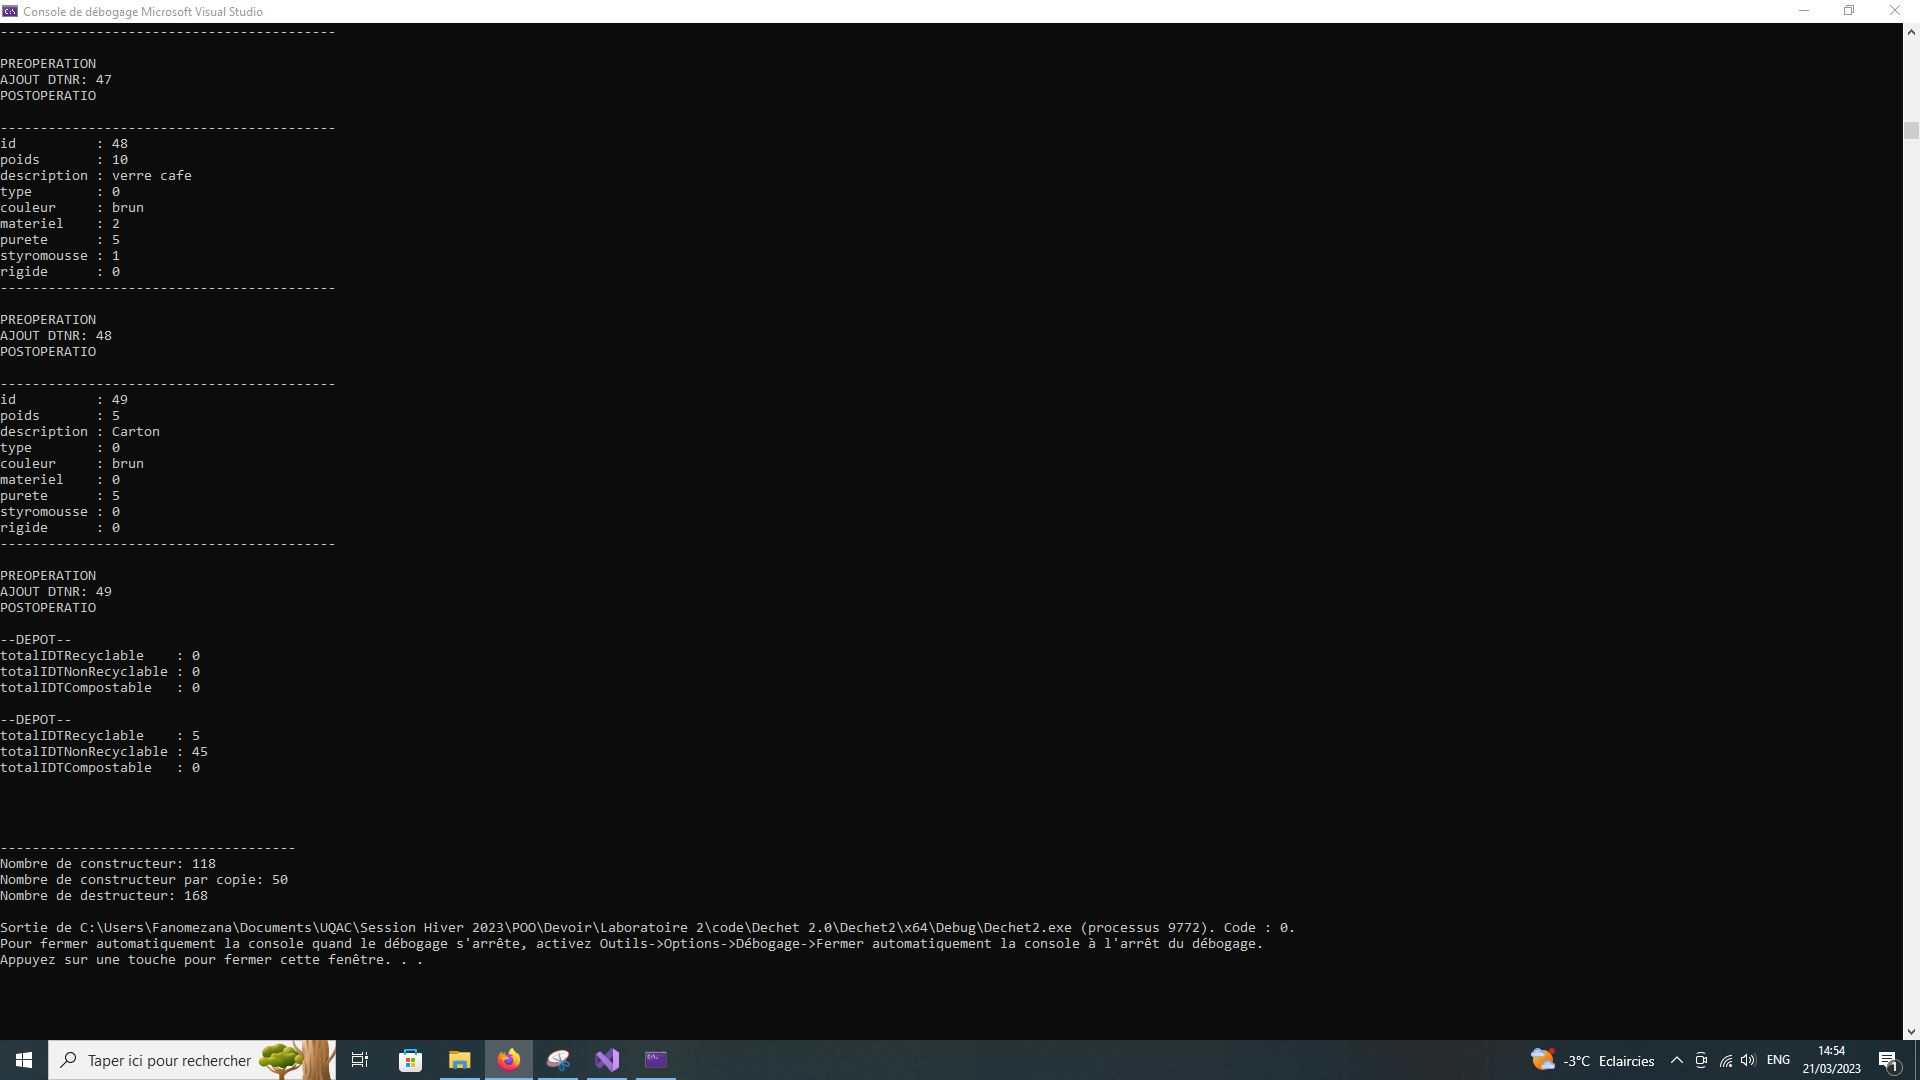 Console de débogage Microsoft Visual Studio
------------------------------------------
PREOPERATION
AJOUT DTNR: 47
POSTOPERATIO
------------------------------------------
id          : 48
poids       : 10
description : verre cafe
type        : 0
couleur     : brun
materiel    : 2
purete      : 5
styromousse : 1
rigide      : 0
------------------------------------------
PREOPERATION
AJOUT DTNR: 48
POSTOPERATIO
------------------------------------------
id          : 49
poids       : 5
description : Carton
type        : 0
couleur     : brun
materiel    : 0
purete      : 5
styromousse : 0
rigide      : 0
------------------------------------------
PREOPERATION
AJOUT DTNR: 49
POSTOPERATIO
--DEPOT--
totalIDTRecyclable    : 0
totalIDTNonRecyclable : 0
totalIDTCompostable   : 0
--DEPOT--
totalIDTRecyclable    : 5
totalIDTNonRecyclable : 45
totalIDTCompostable   : 0
-------------------------------------
Nombre de constructeur: 118
Nombre de constructeur par copie: 50
Nombre de destructeur: 168
Sortie de C:\Users\Fanomezana\Documents\UQAC\Session Hiver 2023\POO\Devoir\Laboratoire 2\code\Dechet 2.0\Dechet2\x64\Debug\Dechet2.exe (processus 9772). Code : 0.
Pour fermer automatiquement la console quand le débogage s'arrête, activez Outils->Options->Débogage->Fermer automatiquement la console à l'arrêt du débogage.
Appuyez sur une touche pour fermer cette fenêtre. . .
Taper ici pour rechercher
-3°C Eclaircies
ENG
14:54
21/03/2023
1